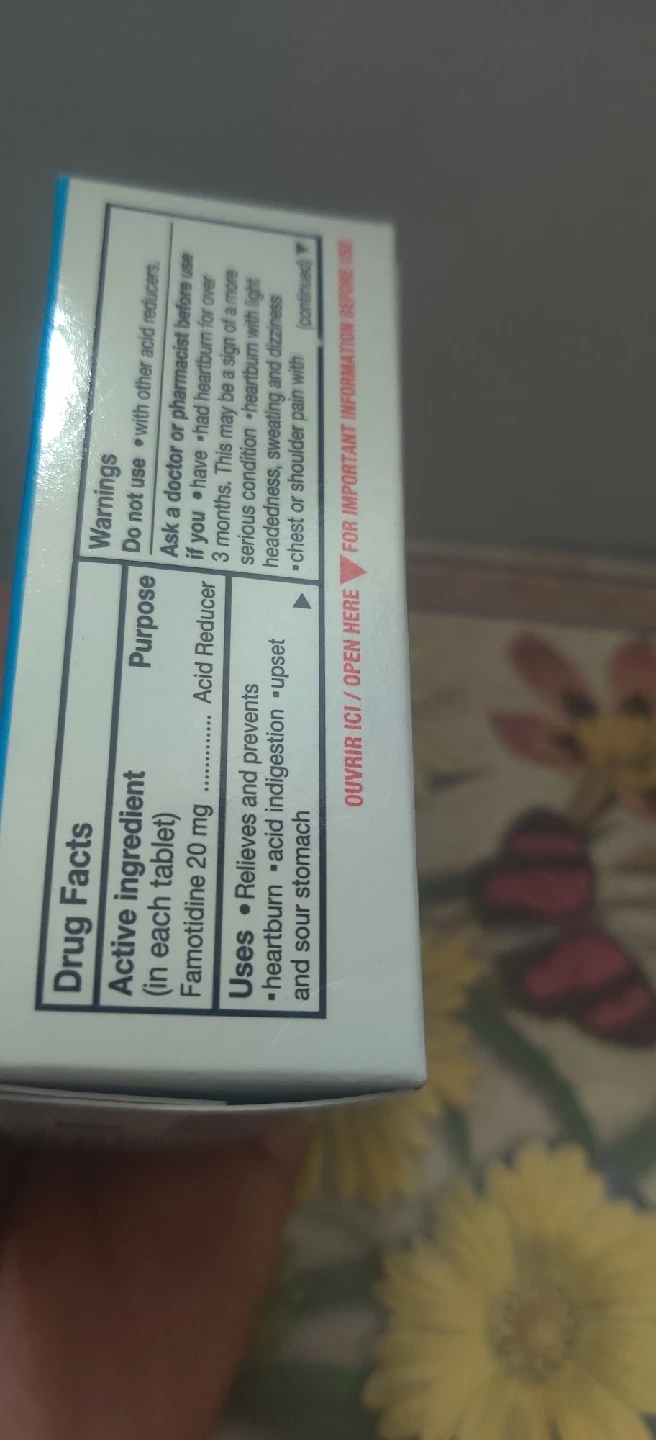 Drug Facts
Active ingredient
(in each tablet)
Purpose
Famotidine 20 mg ............. Acid Reducer
Uses • Relieves and prevents
•heartburn •acid indigestion •upset
and sour stomach
Warnings
Do not use •with other acid reducers.
Ask a doctor or pharmacist before use
if you •have •had heartburn for over
3 months. This may be a sign of a more
serious condition •heartburn with light
headedness, sweating and dizziness
•chest or shoulder pain with
(continued) ▼
OUVRIR ICI / OPEN HERE ▼ FOR IMPORTANT INFORMATION BEFORE USE.